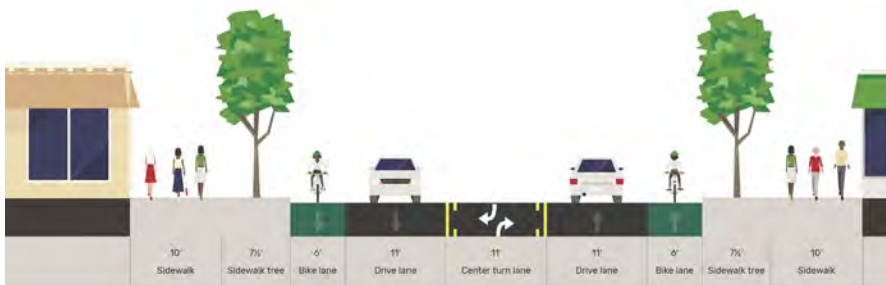 10' 7½' 6' 11' 11' 11' 6' 7½' 10'
Sidewalk Sidewalk tree Bike lane Drive lane Center turn lane Drive lane Bike lane Sidewalk tree Sidewalk